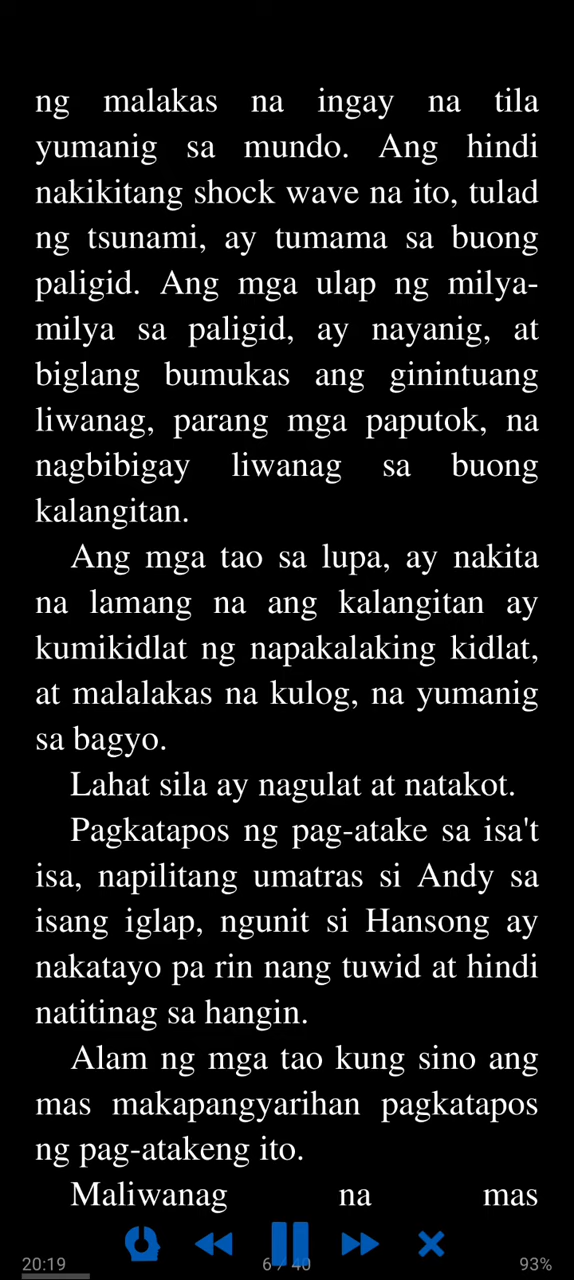 ng malakas na ingay na tila
yumanig sa mundo. Ang hindi
nakikitang shock wave na ito, tulad
ng tsunami, ay tumama sa buong
paligid. Ang mga ulap ng milya-
milya sa paligid, ay nayanig, at
biglang bumukas ang ginintuang
liwanag, parang mga paputok, na
nagbibigay liwanag sa buong
kalangitan.
Ang mga tao sa lupa, ay nakita
na lamang na ang kalangitan ay
kumikidlat ng napakalaking kidlat,
at malalakas na kulog, na yumanig
sa bagyo.
Lahat sila ay nagulat at natakot.
Pagkatapos ng pag-atake sa isa't
isa, napilitang umatras si Andy sa
isang iglap, ngunit si Hansong ay
nakatayo pa rin nang tuwid at hindi
natitinag sa hangin.
Alam ng mga tao kung sino ang
mas makapangyarihan pagkatapos
ng pag-atakeng ito.
Maliwanag na mas
20:19 6 / 40 93%